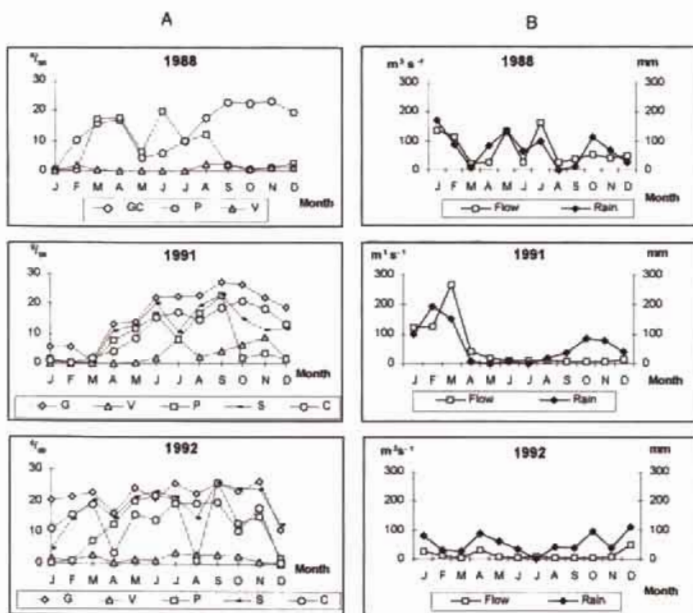 A
B
‰ 1988
30
20
10
0
J F M A M J J A S O N D
Month
GC P V
m³ s⁻¹ 1988 mm
300 300
200 200
100 100
0 0
J F M A M J J A S O N D
Month
Flow Rain
‰ 1991
30
20
10
0
J F M A M J J A S O N D
Month
G V P S C
m³ s⁻¹ 1991 mm
300 300
200 200
100 100
0 0
J F M A M J J A S O N D
Month
Flow Rain
‰ 1992
30
20
10
0
J F M A M J J A S O N D
Month
G V P S C
m³s⁻¹ 1992 mm
300 300
200 200
100 100
0 0
J F M A M J J A S O N D
Month
Flow Rain